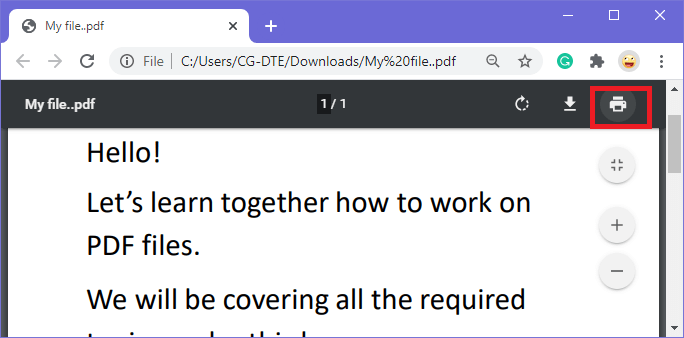 My file..pdf
File | C:/Users/CG-DTE/Downloads/My%20file..pdf
My file..pdf
1 / 1
Hello!
Let’s learn together how to work on
PDF files.
We will be covering all the required